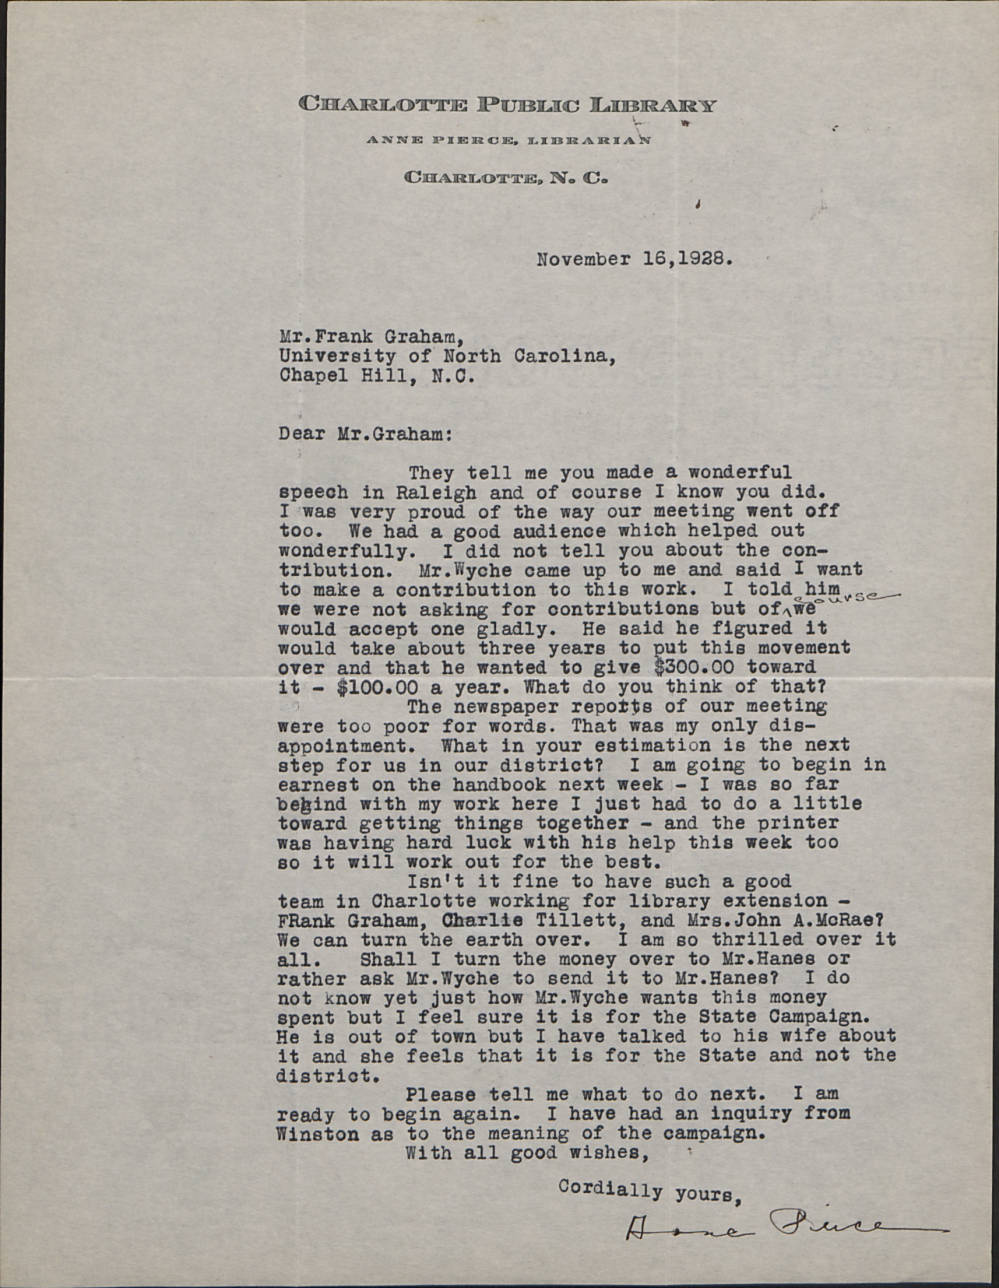 CHARLOTTE PUBLIC LIBRARY
ANNE PIERCE, LIBRARIAN
CHARLOTTE, N. C.
November 16,1928.
Mr.Frank Graham,
University of North Carolina,
Chapel Hill, N.C.
Dear Mr.Graham:
They tell me you made a wonderful
speech in Raleigh and of course I know you did.
I was very proud of the way our meeting went off
too. We had a good audience which helped out
wonderfully. I did not tell you about the con-
tribution. Mr.Wyche came up to me and said I want
to make a contribution to this work. I told him
we were not asking for contributions but of course we
would accept one gladly. He said he figured it
would take about three years to put this movement
over and that he wanted to give $300.00 toward
it - $100.00 a year. What do you think of that?
The newspaper reports of our meeting
were too poor for words. That was my only dis-
appointment. What in your estimation is the next
step for us in our district? I am going to begin in
earnest on the handbook next week - I was so far
behind with my work here I just had to do a little
toward getting things together - and the printer
was having hard luck with his help this week too
so it will work out for the best.
Isn't it fine to have such a good
team in Charlotte working for library extension -
FRank Graham, Charlie Tillett, and Mrs.John A.McRae?
We can turn the earth over. I am so thrilled over it
all. Shall I turn the money over to Mr.Hanes or
rather ask Mr.Wyche to send it to Mr.Hanes? I do
not know yet just how Mr.Wyche wants this money
spent but I feel sure it is for the State Campaign.
He is out of town but I have talked to his wife about
it and she feels that it is for the State and not the
district.
Please tell me what to do next. I am
ready to begin again. I have had an inquiry from
Winston as to the meaning of the campaign.
With all good wishes,
Cordially yours,
Anne Pierce